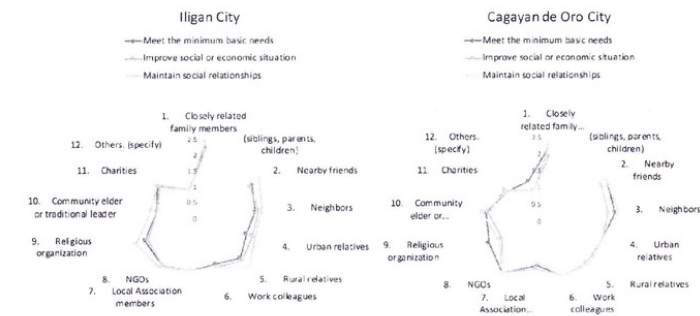 Iligan City
Meet the minimum basic needs
Improve social or economic situation
Maintain social relationships
1. Closely related
family members
(siblings, parents,
children)
2. Nearby friends
3. Neighbors
4. Urban relatives
5. Rural relatives
6. Work colleagues
7. Local Association
members
8. NGOs
9. Religious
organization
10. Community elder
or traditional leader
11. Charities
12. Others. (specify)
2.5
2
1.5
1
0.5
0
Cagayan de Oro City
Meet the minimum basic needs
Improve social or economic situation
Maintain social relationships
1. Closely
related family...
(siblings, parents,
children)
2. Nearby
friends
3. Neighbors
4. Urban
relatives
5. Rural relatives
6. Work
colleagues
7. Local
Association...
8. NGOs
9. Religious
organization
10. Community
elder or...
11. Charities
12. Others.
(specify)
2.5
2
1.5
1
0.5
0